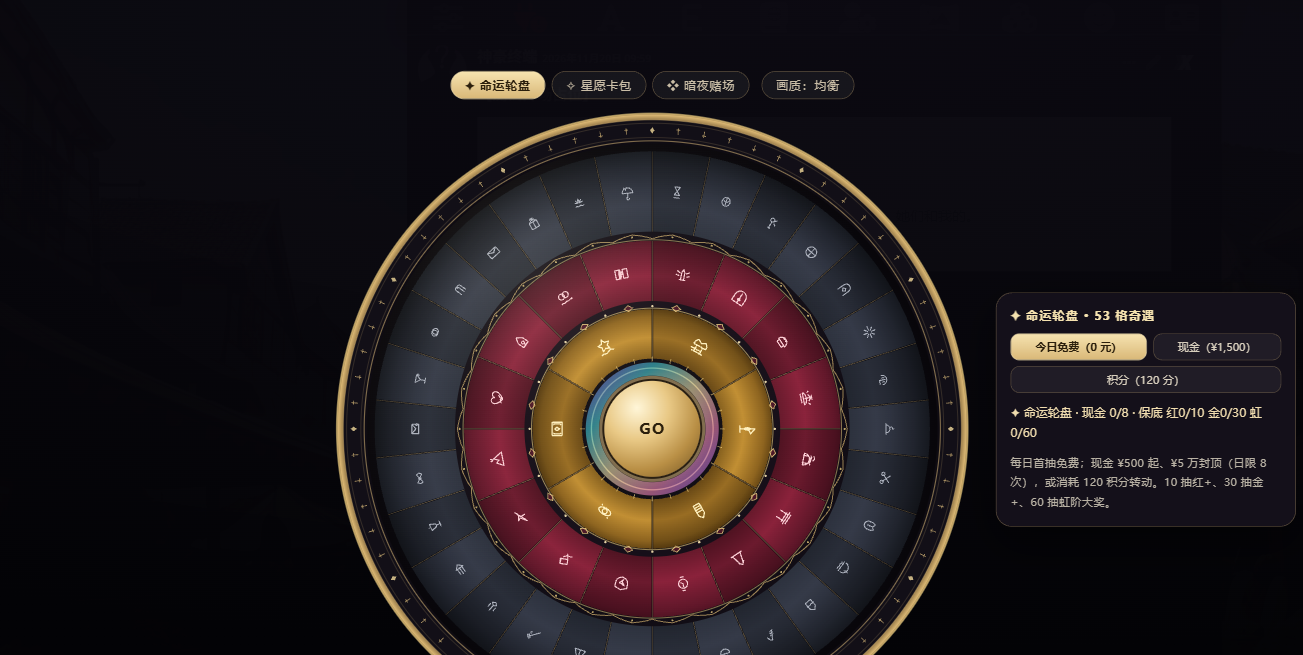 ✦ 命运轮盘
✧ 星愿卡包
❖ 暗夜赌场
画质：均衡
GO
✦ 命运轮盘 · 53 格奇遇
今日免费（0 元）
现金（¥1,500）
积分（120 分）
✦ 命运轮盘 · 现金 0/8 · 保底 红0/10 金0/30 虹
0/60
每日首抽免费；现金 ¥500 起、¥5 万封顶（日限 8
次），或消耗 120 积分转动。10 抽红+、30 抽金
+、60 抽虹阶大奖。